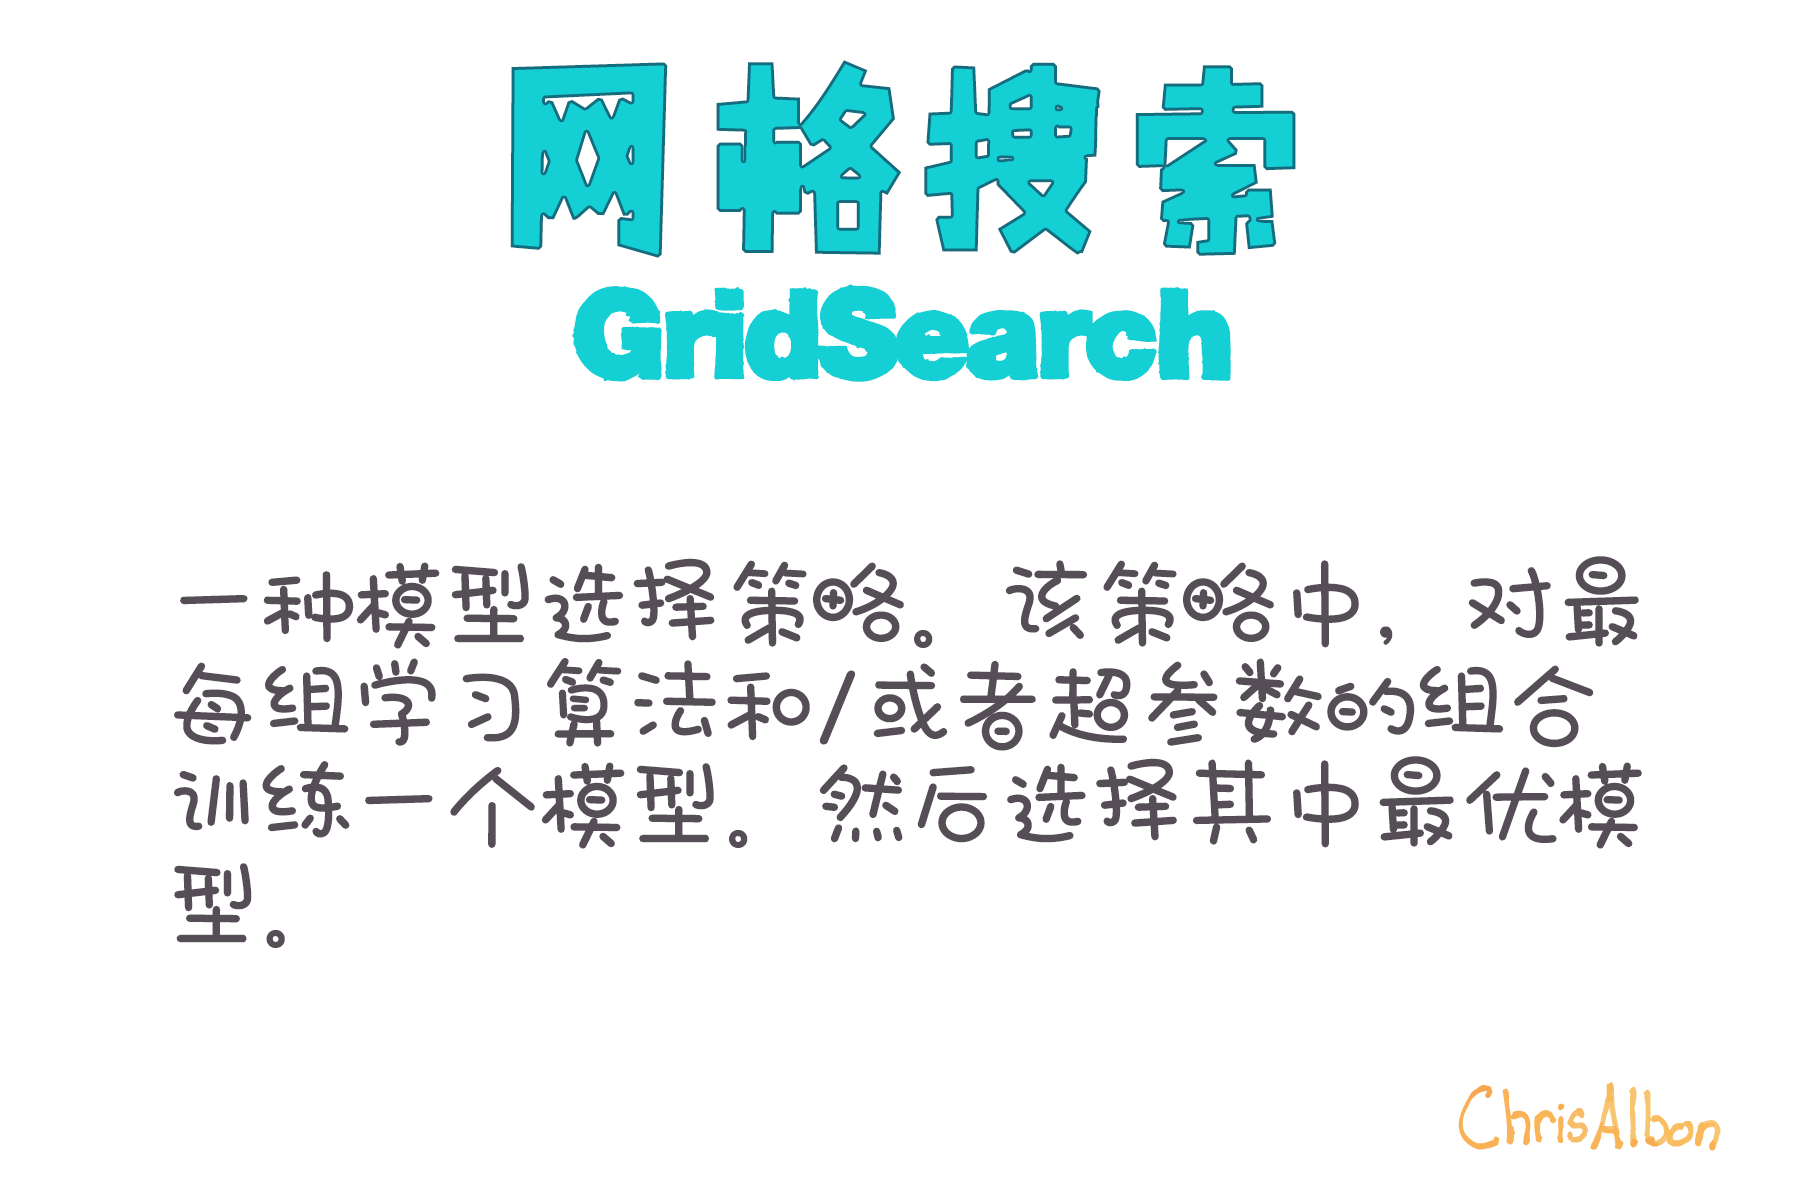 网格搜索
GridSearch
一种模型选择策略。该策略中，对最
每组学习算法和/或者超参数的组合
训练一个模型。然后选择其中最优模
型。
ChrisAlbon